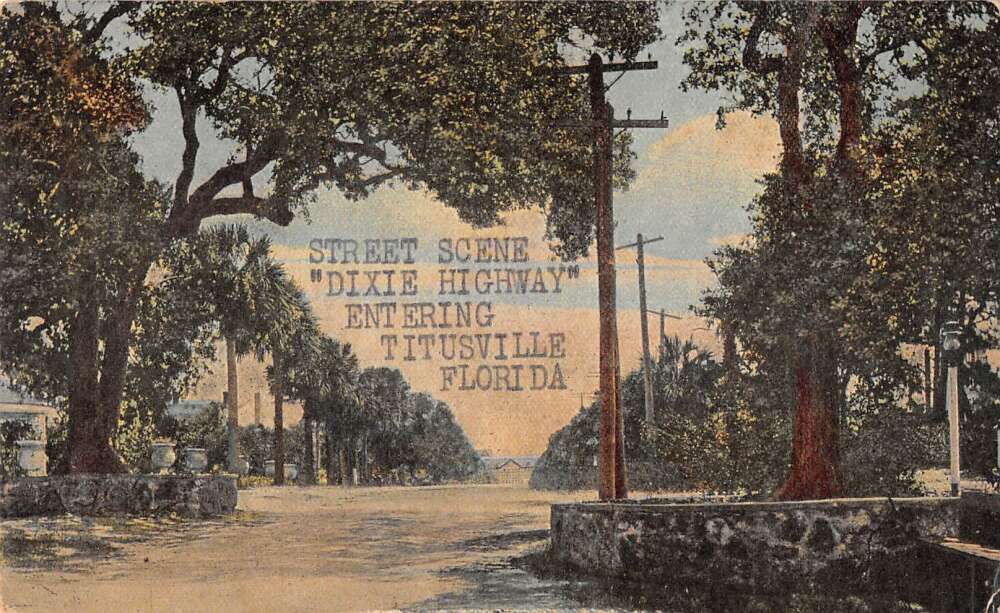 STREET SCENE
"DIXIE HIGHWAY"
ENTERING
TITUSVILLE
FLORIDA